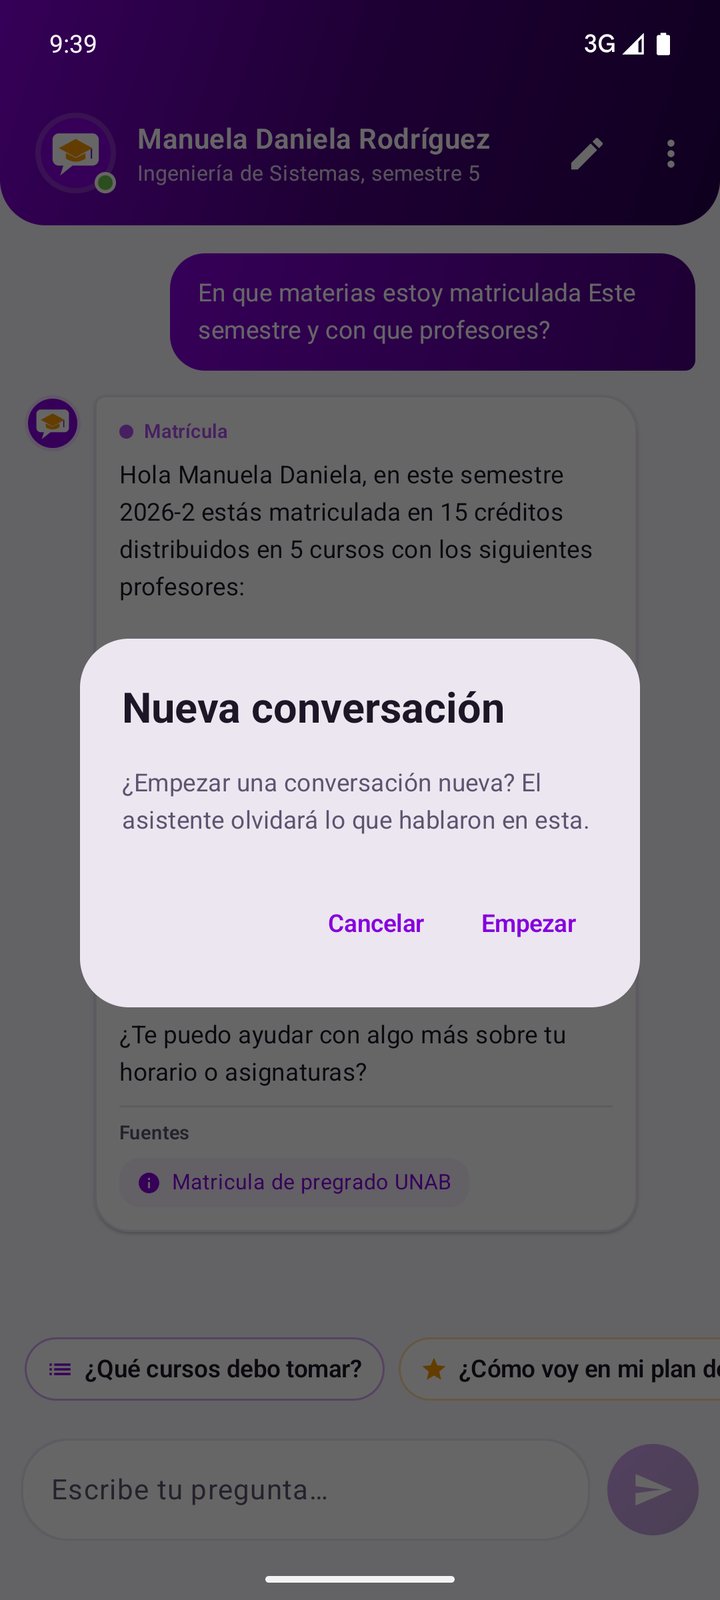 9:39
3G
Manuela Daniela Rodríguez
Ingeniería de Sistemas, semestre 5
En que materias estoy matriculada Este
semestre y con que profesores?
Matrícula
Hola Manuela Daniela, en este semestre
2026-2 estás matriculada en 15 créditos
distribuidos en 5 cursos con los siguientes
profesores:
Nueva conversación
¿Empezar una conversación nueva? El
asistente olvidará lo que hablaron en esta.
Cancelar
Empezar
¿Te puedo ayudar con algo más sobre tu
horario o asignaturas?
Fuentes
Matricula de pregrado UNAB
¿Qué cursos debo tomar?
¿Cómo voy en mi plan
Escribe tu pregunta…